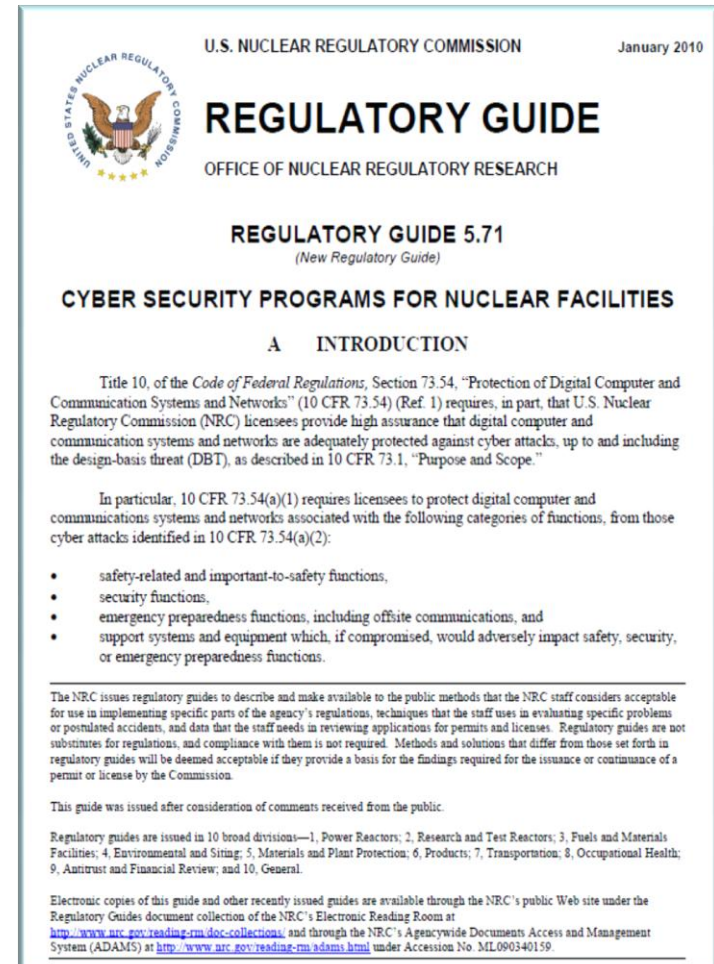 U.S. NUCLEAR REGULATORY COMMISSION January 2010
UNITED STATES NUCLEAR REGULATORY COMMISSION
REGULATORY GUIDE
OFFICE OF NUCLEAR REGULATORY RESEARCH
REGULATORY GUIDE 5.71
(New Regulatory Guide)
CYBER SECURITY PROGRAMS FOR NUCLEAR FACILITIES
A INTRODUCTION
Title 10, of the Code of Federal Regulations, Section 73.54, “Protection of Digital Computer and
Communication Systems and Networks” (10 CFR 73.54) (Ref. 1) requires, in part, that U.S. Nuclear
Regulatory Commission (NRC) licensees provide high assurance that digital computer and
communication systems and networks are adequately protected against cyber attacks, up to and including
the design-basis threat (DBT), as described in 10 CFR 73.1, “Purpose and Scope.”
In particular, 10 CFR 73.54(a)(1) requires licensees to protect digital computer and
communications systems and networks associated with the following categories of functions, from those
cyber attacks identified in 10 CFR 73.54(a)(2):
• safety-related and important-to-safety functions,
• security functions,
• emergency preparedness functions, including offsite communications, and
• support systems and equipment which, if compromised, would adversely impact safety, security,
or emergency preparedness functions.
The NRC issues regulatory guides to describe and make available to the public methods that the NRC staff considers acceptable
for use in implementing specific parts of the agency’s regulations, techniques that the staff uses in evaluating specific problems
or postulated accidents, and data that the staff needs in reviewing applications for permits and licenses. Regulatory guides are not
substitutes for regulations, and compliance with them is not required. Methods and solutions that differ from those set forth in
regulatory guides will be deemed acceptable if they provide a basis for the findings required for the issuance or continuance of a
permit or license by the Commission.
This guide was issued after consideration of comments received from the public.
Regulatory guides are issued in 10 broad divisions—1, Power Reactors; 2, Research and Test Reactors; 3, Fuels and Materials
Facilities; 4, Environmental and Siting; 5, Materials and Plant Protection; 6, Products; 7, Transportation; 8, Occupational Health;
9, Antitrust and Financial Review; and 10, General.
Electronic copies of this guide and other recently issued guides are available through the NRC’s public Web site under the
Regulatory Guides document collection of the NRC’s Electronic Reading Room at
http://www.nrc.gov/reading-rm/doc-collections/ and through the NRC’s Agencywide Documents Access and Management
System (ADAMS) at http://www.nrc.gov/reading-rm/adams.html under Accession No. ML090340159.